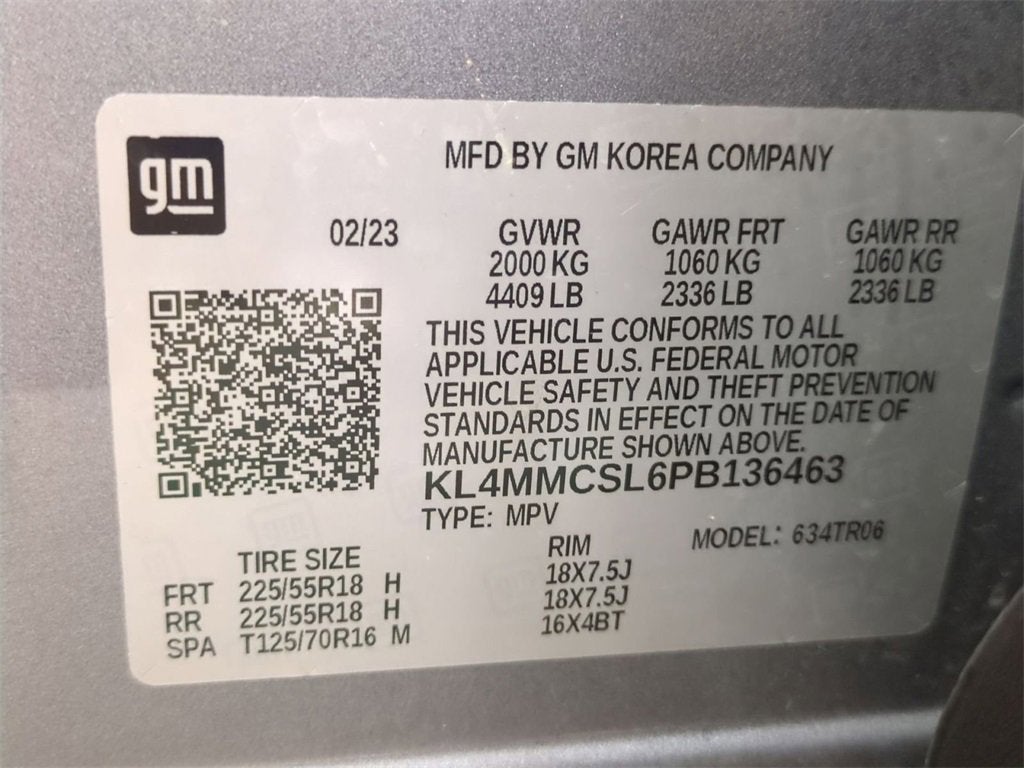 gm
MFD BY GM KOREA COMPANY
02/23 GVWR GAWR FRT GAWR RR
2000 KG 1060 KG 1060 KG
4409 LB 2336 LB 2336 LB
THIS VEHICLE CONFORMS TO ALL
APPLICABLE U.S. FEDERAL MOTOR
VEHICLE SAFETY AND THEFT PREVENTION
STANDARDS IN EFFECT ON THE DATE OF
MANUFACTURE SHOWN ABOVE.
KL4MMCSL6PB136463
TYPE: MPV MODEL: 634TR06
TIRE SIZE RIM
FRT 225/55R18 H 18X7.5J
RR 225/55R18 H 18X7.5J
SPA T125/70R16 M 16X4BT